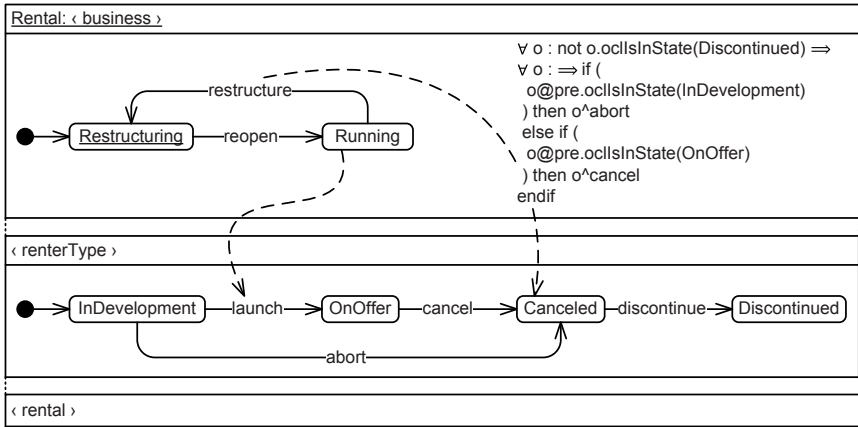 Rental: ‹ business ›
∀ o : not o.oclIsInState(Discontinued) ⟹
∀ o : ⟹ if (
o@pre.oclIsInState(InDevelopment)
) then o^abort
else if (
o@pre.oclIsInState(OnOffer)
) then o^cancel
endif
restructure
Restructuring
reopen
Running
‹ renterType ›
InDevelopment
launch
OnOffer
cancel
Canceled
discontinue
Discontinued
abort
‹ rental ›